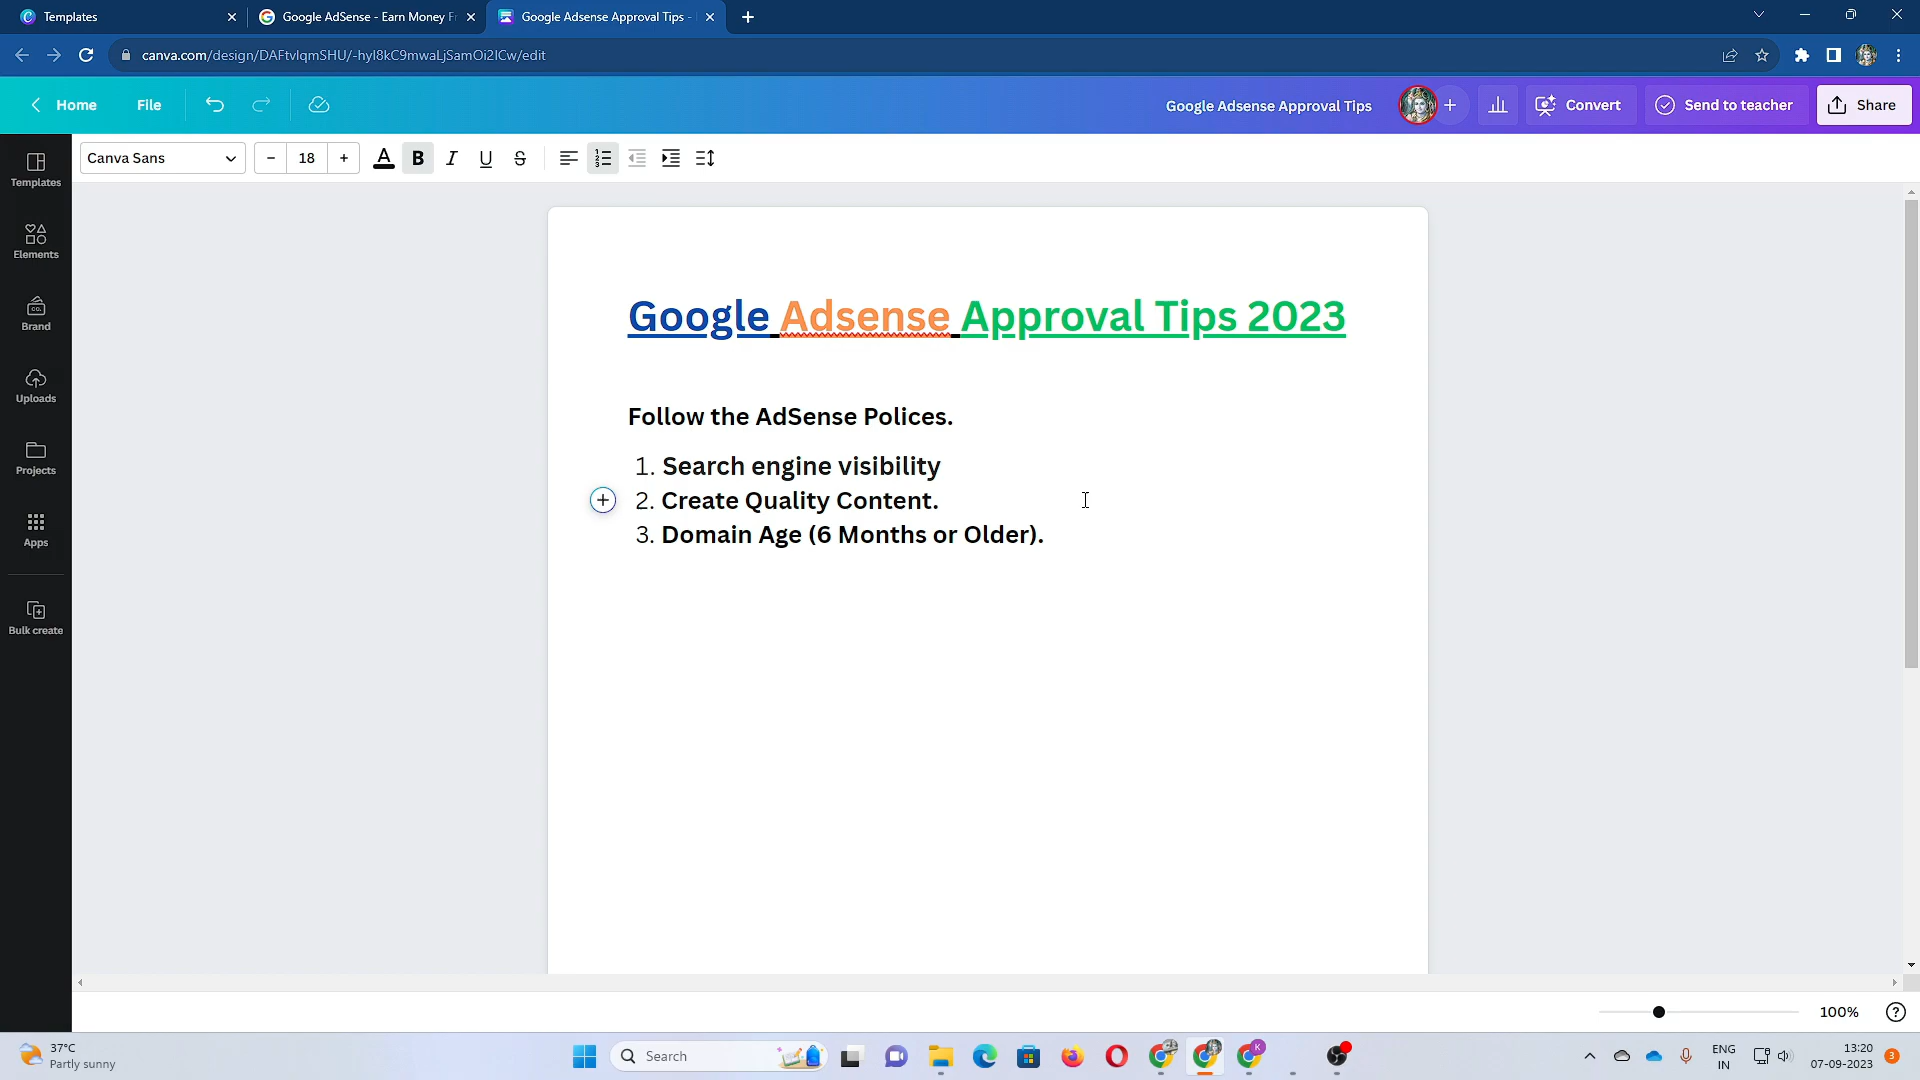 Templates
Google AdSense - Earn Money Fr
Google Adsense Approval Tips -
canva.com/design/DAFtvlqmSHU/-hyl8kC9mwaLjSamOi2ICw/edit
Home
File
Google Adsense Approval Tips
Convert
Send to teacher
Share
Canva Sans
18
A
B
I
U
S
Templates
Elements
Brand
Uploads
Projects
Apps
Bulk create
Google Adsense Approval Tips 2023
Follow the AdSense Polices.
1. Search engine visibility
2. Create Quality Content.
3. Domain Age (6 Months or Older).
100%
37°C
Partly sunny
Search
K
ENG
IN
13:20
07-09-2023
3